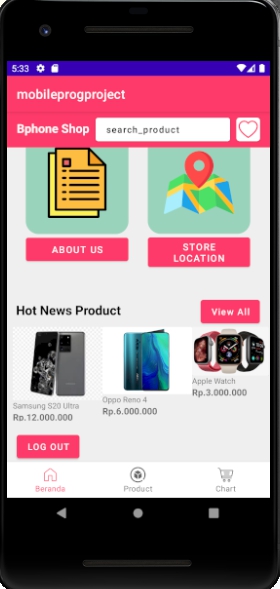 5:33
mobileprogproject
Bphone Shop
search_product
ABOUT US
STORE
LOCATION
Hot News Product
View All
Samsung S20 Ultra
Rp.12.000.000
Oppo Reno 4
Rp.6.000.000
Apple Watch
Rp.3.000.000
LOG OUT
Beranda
Product
Chart